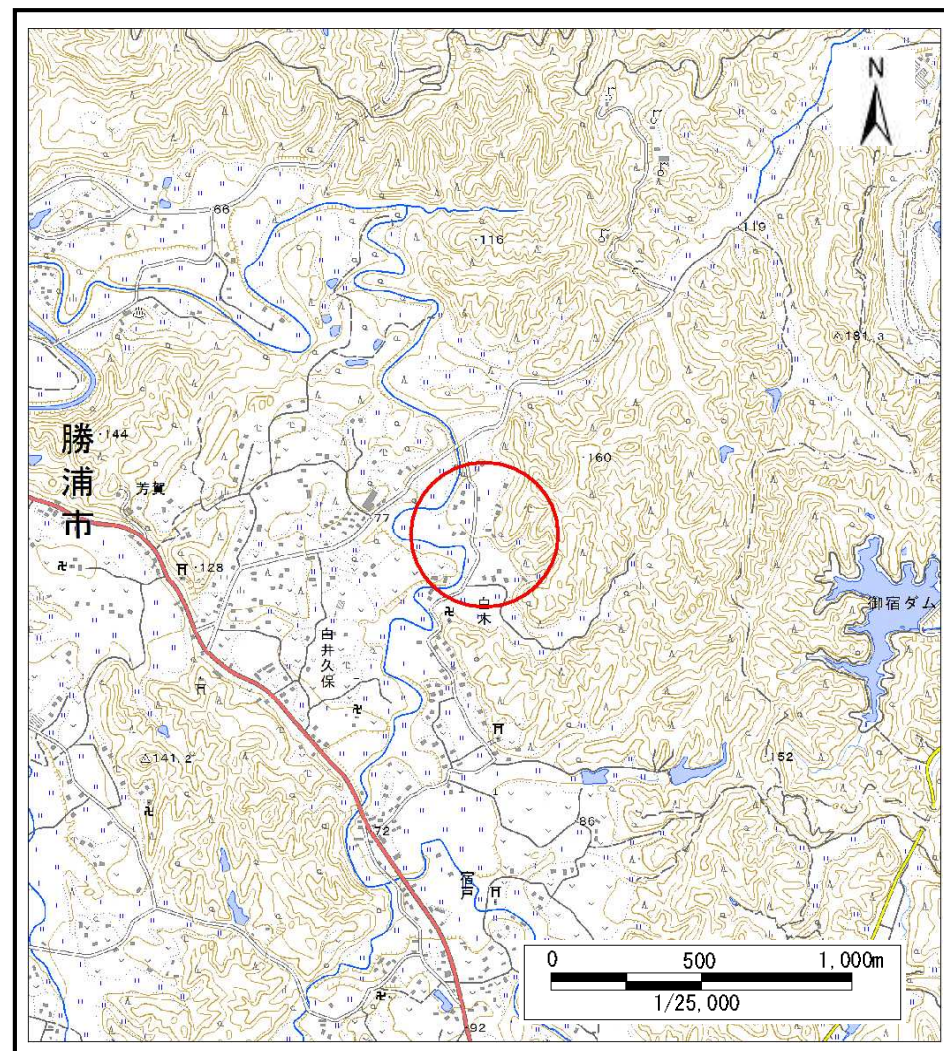 N
66
・116
・119
△181.3
勝浦市
・144
芳賀
・160
・77
・128
白木
御宿ダム
白井久保
△141.2
・152
・72
・86
宿戸
・92
0 500 1,000m
1/25,000